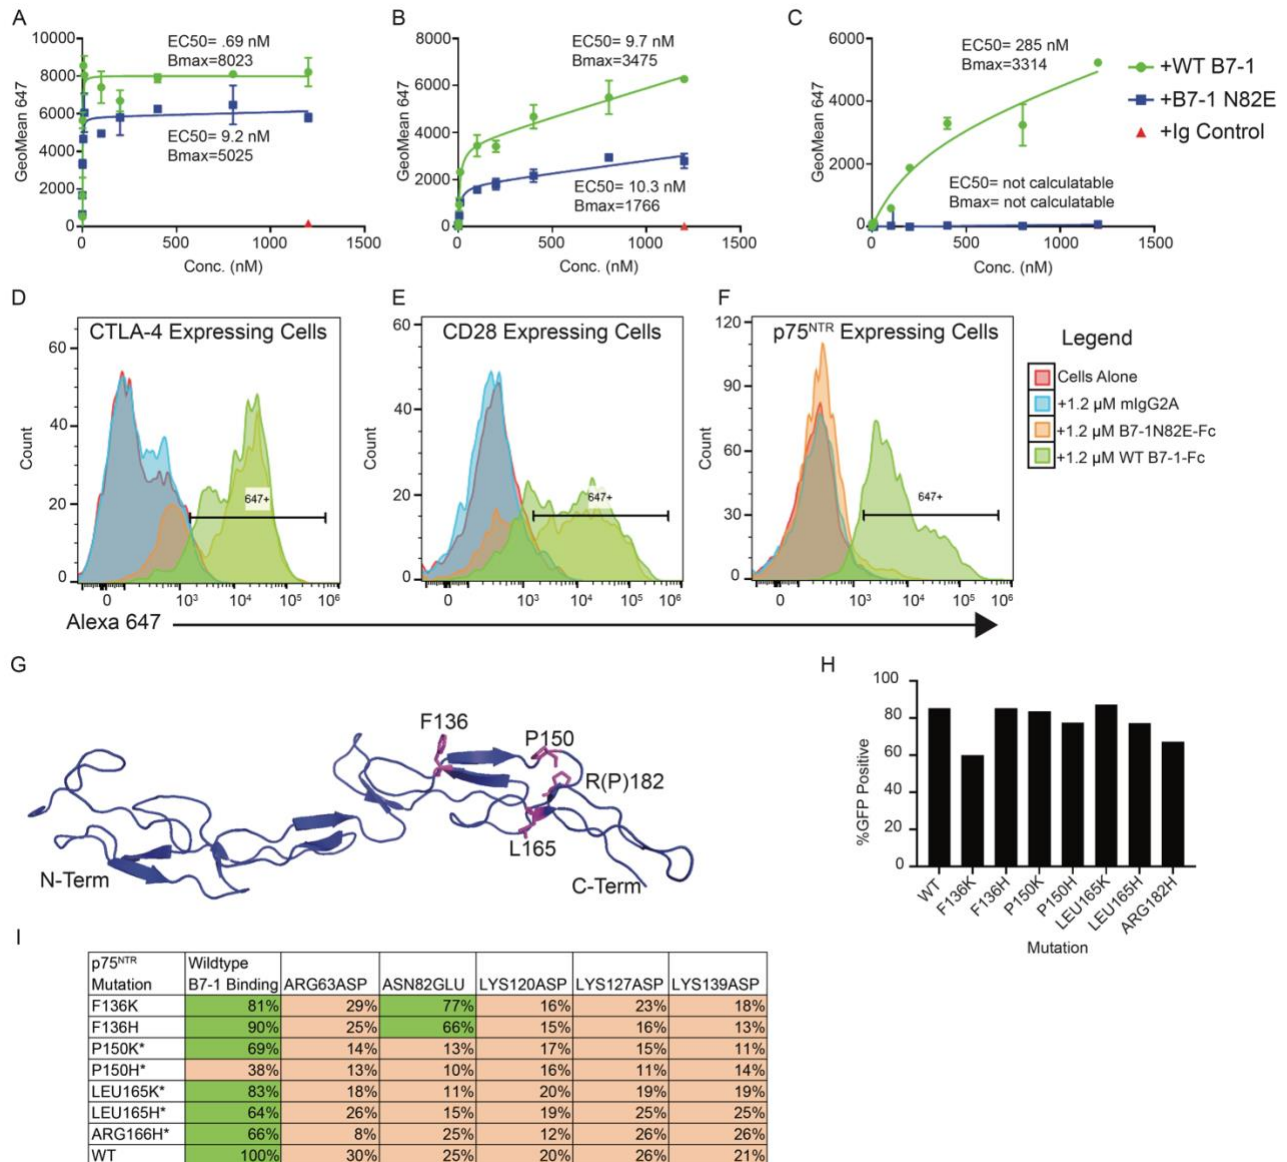 A
10000
8000
6000
4000
2000
0
GeoMean 647
EC50= .69 nM
Bmax=8023
EC50= 9.2 nM
Bmax=5025
0
500
1000
1500
Conc. (nM)
B
8000
6000
4000
2000
0
GeoMean 647
EC50= 9.7 nM
Bmax=3475
EC50= 10.3 nM
Bmax=1766
0
500
1000
1500
Conc. (nM)
C
6000
4000
2000
0
GeoMean 647
EC50= 285 nM
Bmax=3314
EC50= not calculatable
Bmax= not calculatable
500
1000
1500
Conc. (nM)
+WT B7-1
+B7-1 N82E
+Ig Control
D
CTLA-4 Expressing Cells
60
40
20
0
Count
647+
0 10³ 10⁴ 10⁵ 10⁶
E
CD28 Expressing Cells
60
40
20
0
Count
647+
0 10³ 10⁴ 10⁵ 10⁶
F
p75ᴺᵀᴿ Expressing Cells
120
90
60
30
0
Count
647+
0 10³ 10⁴ 10⁵ 10⁶
Legend
Cells Alone
+1.2 µM mIgG2A
+1.2 µM B7-1N82E-Fc
+1.2 µM WT B7-1-Fc
Alexa 647
G
F136
P150
R(P)182
L165
N-Term
C-Term
H
100
80
60
40
20
0
%GFP Positive
WT
F136K
F136H
P150K
P150H
LEU165K
LEU165H
ARG182H
Mutation
I
p75ᴺᵀᴿ Mutation Wildtype B7-1 Binding ARG63ASP ASN82GLU LYS120ASP LYS127ASP LYS139ASP
F136K 81% 29% 77% 16% 23% 18%
F136H 90% 25% 66% 15% 16% 13%
P150K* 69% 14% 13% 17% 15% 11%
P150H* 38% 13% 10% 16% 11% 14%
LEU165K* 83% 18% 11% 20% 19% 19%
LEU165H* 64% 26% 15% 19% 25% 25%
ARG166H* 66% 8% 25% 12% 26% 26%
WT 100% 30% 25% 20% 26% 21%